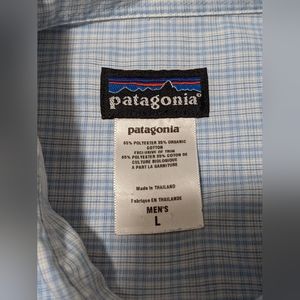 patagonia®
patagonia
65% POLYESTER 35% ORGANIC
COTTON
EXCLUSIVE OF TRIM
65% POLYESTER 35% COTON DE
CULTURE BIOLOGIQUE
A PART LA GARNITURE
Made in THAILAND
Fabriqué en THAILANDE
MEN'S
L